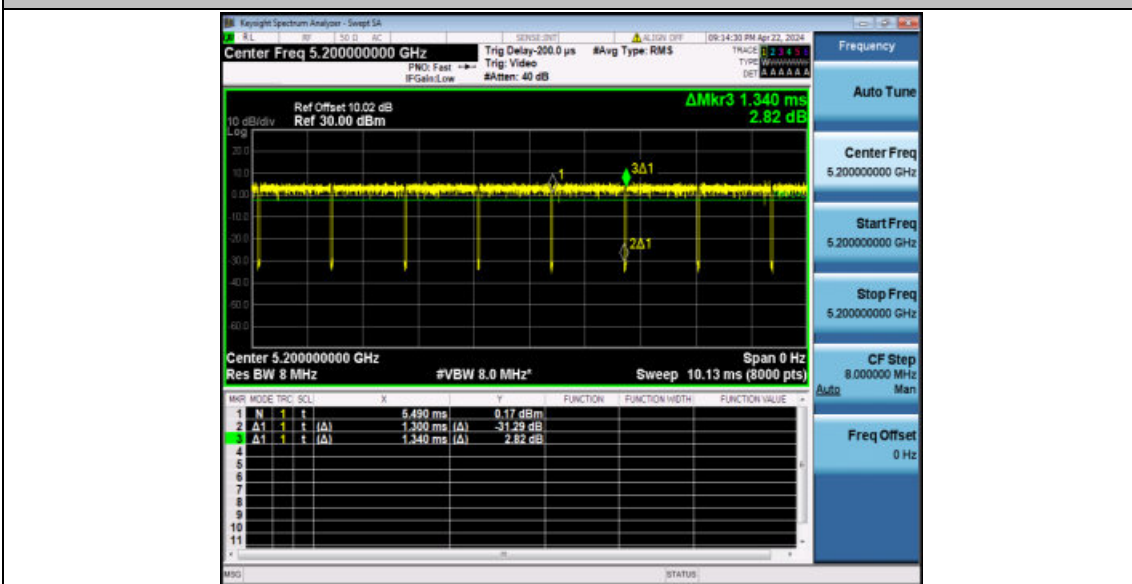 Keysight Spectrum Analyzer - Swept SA
RL RF 50 Ω AC SENSE:INT ALIGN OFF 09:14:30 PM Apr 22, 2024
Center Freq 5.200000000 GHz
PNO: Fast
IFGain:Low
Trig Delay-200.0 µs
Trig: Video
#Atten: 40 dB
#Avg Type: RMS
TRACE 1 2 3 4 5 6
TYPE
DET A A A A A A
Frequency
Auto Tune
Center Freq
5.200000000 GHz
Start Freq
5.200000000 GHz
Stop Freq
5.200000000 GHz
CF Step
8.000000 MHz
Auto Man
Freq Offset
0 Hz
Ref Offset 10.02 dB
10 dB/div Ref 30.00 dBm
Log
ΔMkr3 1.340 ms
2.82 dB
20.0
10.0
0.00
-10.0
-20.0
-30.0
-40.0
-50.0
-60.0
1
3Δ1
2Δ1
Center 5.200000000 GHz Span 0 Hz
Res BW 8 MHz #VBW 8.0 MHz* Sweep 10.13 ms (8000 pts)
MKR MODE TRC SCL X Y FUNCTION FUNCTION WIDTH FUNCTION VALUE
1 N 1 t 5.490 ms 0.17 dBm
2 Δ1 1 t (Δ) 1.300 ms (Δ) -31.29 dB
3 Δ1 1 t (Δ) 1.340 ms (Δ) 2.82 dB
4
5
6
7
8
9
10
11
MSG STATUS